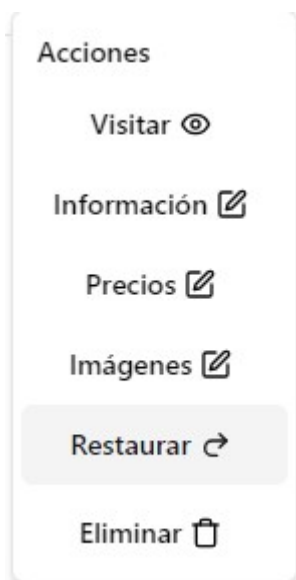 Acciones
Visitar
Información
Precios
Imágenes
Restaurar
Eliminar